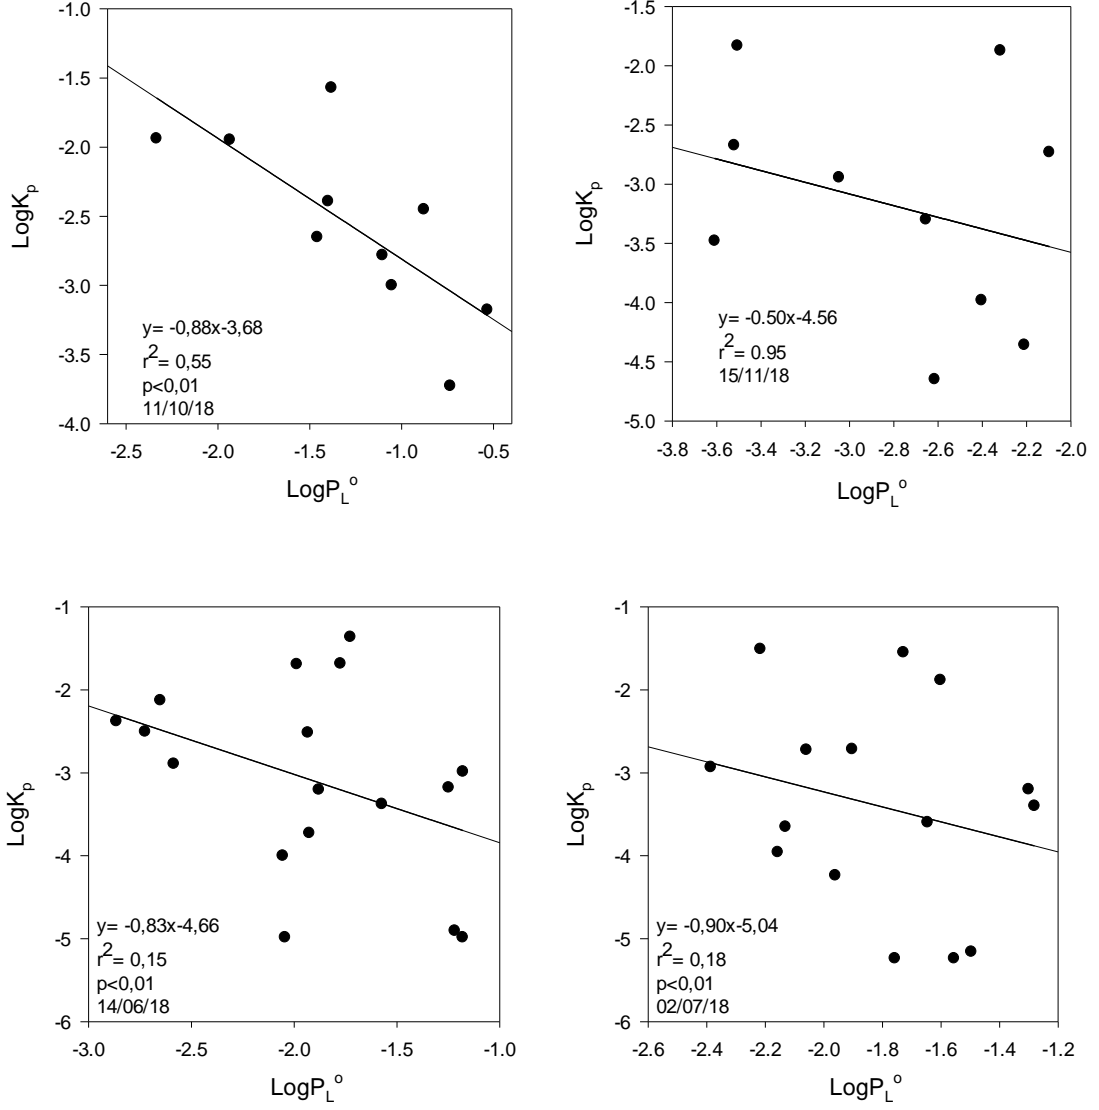 -1.0
-1.5
-2.0
-2.5
-3.0
-3.5
-4.0
LogKp
y= -0,88x-3,68
r2= 0,55
p<0,01
11/10/18
-2.5 -2.0 -1.5 -1.0 -0.5
LogPLo
-1.5
-2.0
-2.5
-3.0
-3.5
-4.0
-4.5
-5.0
LogKp
y= -0.50x-4.56
r2= 0.95
15/11/18
-3.8 -3.6 -3.4 -3.2 -3.0 -2.8 -2.6 -2.4 -2.2 -2.0
LogPLo
-1
-2
-3
-4
-5
-6
LogKp
y= -0,83x-4,66
r2= 0,15
p<0,01
14/06/18
-3.0 -2.5 -2.0 -1.5 -1.0
LogPLo
-1
-2
-3
-4
-5
-6
LogKp
y= -0,90x-5,04
r2= 0,18
p<0,01
02/07/18
-2.6 -2.4 -2.2 -2.0 -1.8 -1.6 -1.4 -1.2
LogPLo